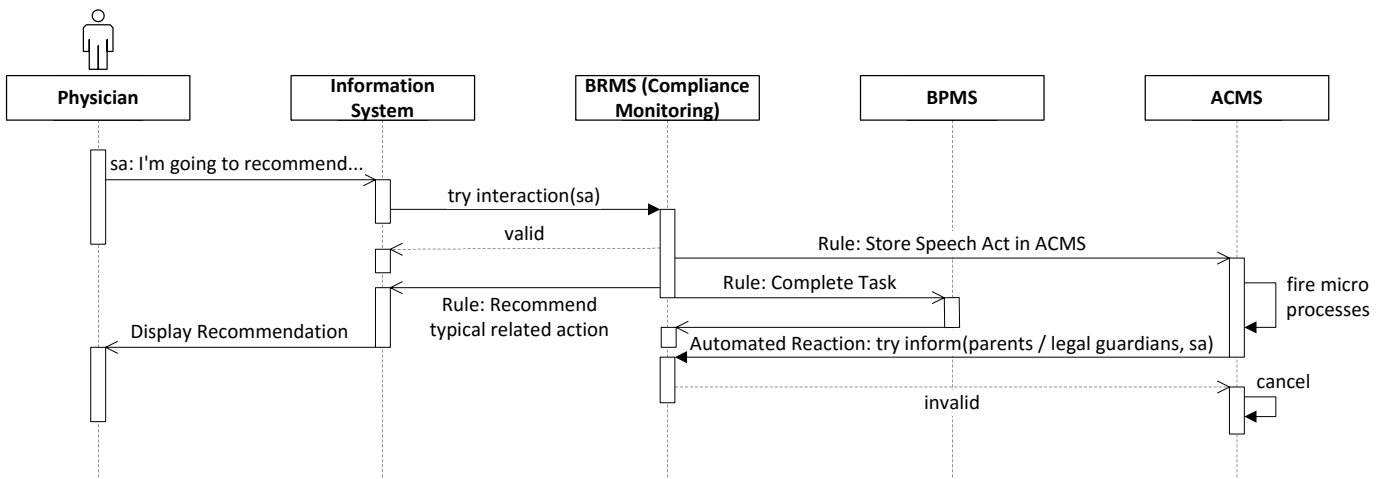 Physician
Information
System
BRMS (Compliance
Monitoring)
BPMS
ACMS
sa: I'm going to recommend...
try interaction(sa)
valid
Rule: Store Speech Act in ACMS
Rule: Complete Task
fire micro
processes
Rule: Recommend
typical related action
Display Recommendation
Automated Reaction: try inform(parents / legal guardians, sa)
cancel
invalid